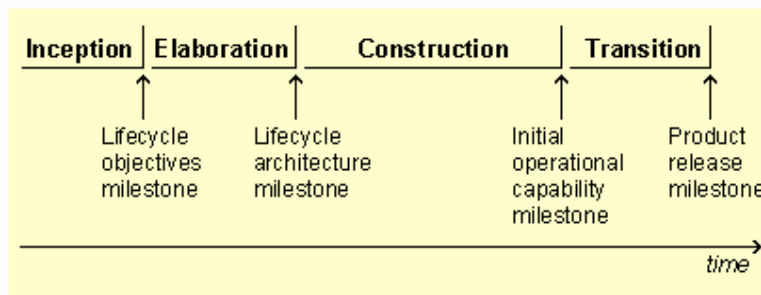 Inception Elaboration Construction Transition
Lifecycle objectives milestone
Lifecycle architecture milestone
Initial operational capability milestone
Product release milestone
time